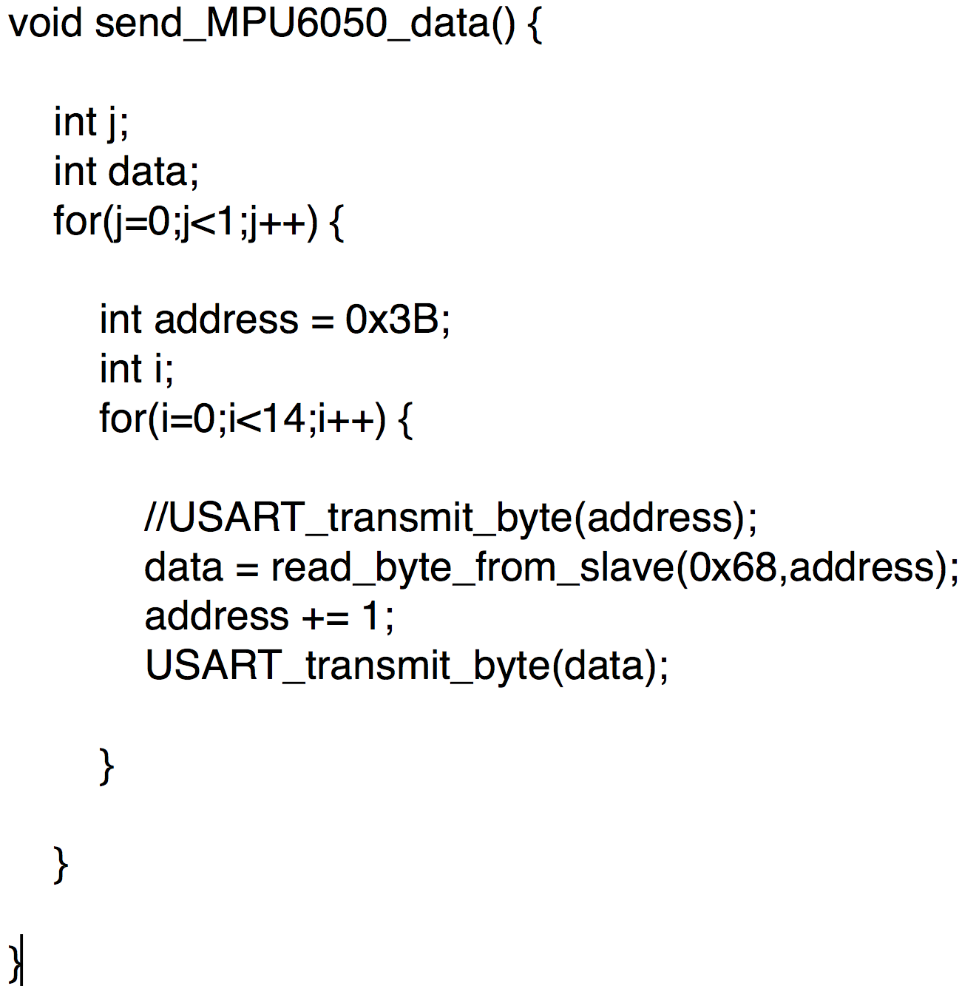 void send_MPU6050_data() {
int j;
int data;
for(j=0;j<1;j++) {
int address = 0x3B;
int i;
for(i=0;i<14;i++) {
//USART_transmit_byte(address);
data = read_byte_from_slave(0x68,address);
address += 1;
USART_transmit_byte(data);
}
}
}